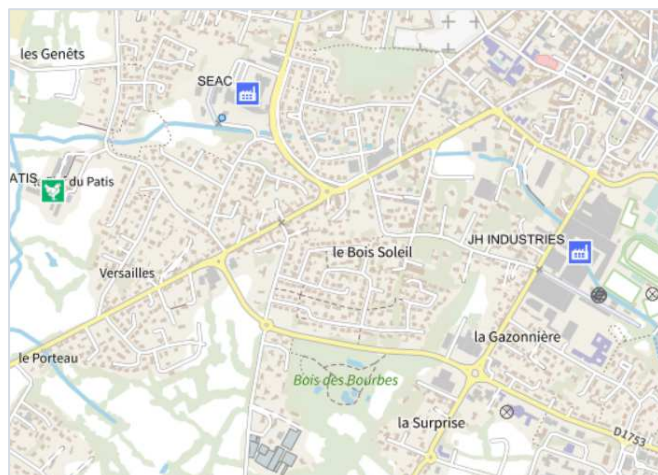 les Genêts
SEAC
ATIS
du Patis
JH INDUSTRIES
le Bois Soleil
Versailles
la Gazonnière
le Porteau
Bois des Bourbes
la Surprise
D1753